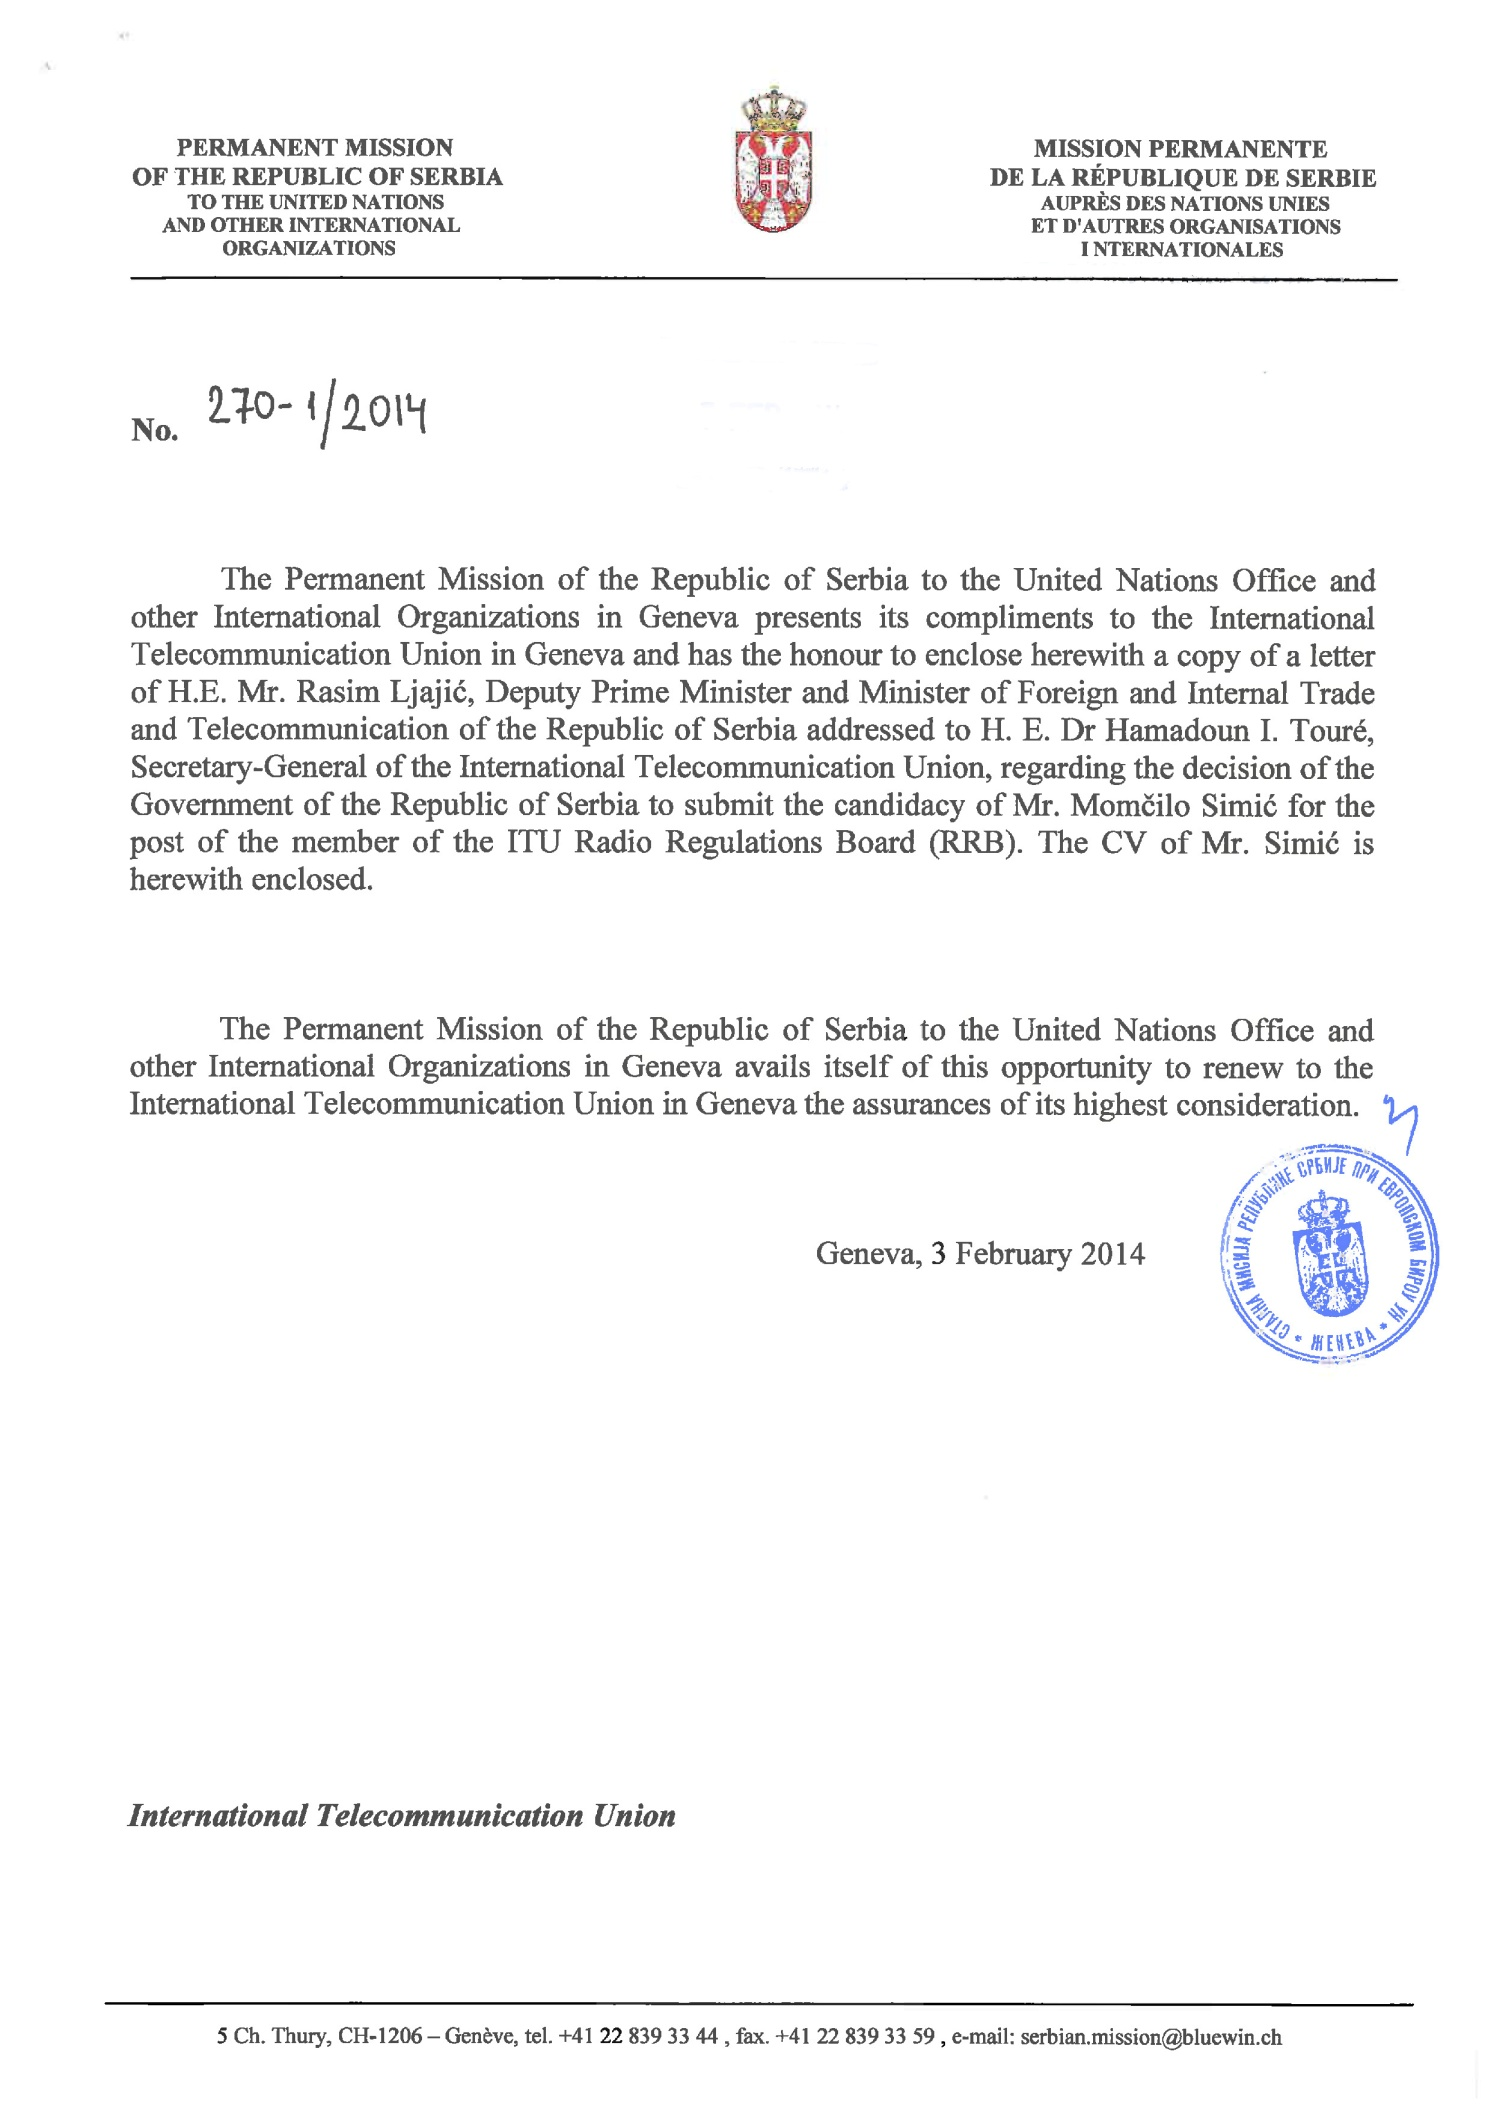 PERMANENT MISSION
OF THE REPUBLIC OF SERBIA
TO THE UNITED NATIONS
AND OTHER INTERNATIONAL
ORGANIZATIONS
MISSION PERMANENTE
DE LA RÉPUBLIQUE DE SERBIE
AUPRÈS DES NATIONS UNIES
ET D'AUTRES ORGANISATIONS
I NTERNATIONALES
No. 270-1/2014
The Permanent Mission of the Republic of Serbia to the United Nations Office and
other International Organizations in Geneva presents its compliments to the International
Telecommunication Union in Geneva and has the honour to enclose herewith a copy of a letter
of H.E. Mr. Rasim Ljajić, Deputy Prime Minister and Minister of Foreign and Internal Trade
and Telecommunication of the Republic of Serbia addressed to H. E. Dr Hamadoun I. Touré,
Secretary-General of the International Telecommunication Union, regarding the decision of the
Government of the Republic of Serbia to submit the candidacy of Mr. Momčilo Simić for the
post of the member of the ITU Radio Regulations Board (RRB). The CV of Mr. Simić is
herewith enclosed.
The Permanent Mission of the Republic of Serbia to the United Nations Office and
other International Organizations in Geneva avails itself of this opportunity to renew to the
International Telecommunication Union in Geneva the assurances of its highest consideration.
Geneva, 3 February 2014
СТАЛНА МИСИЈА РЕПУБЛИКЕ СРБИЈЕ ПРИ ЕВРОПСКОМ БИРОУ УН
* ЖЕНЕВА *
International Telecommunication Union
5 Ch. Thury, CH-1206 – Genève, tel. +41 22 839 33 44 , fax. +41 22 839 33 59 , e-mail: serbian.mission@bluewin.ch